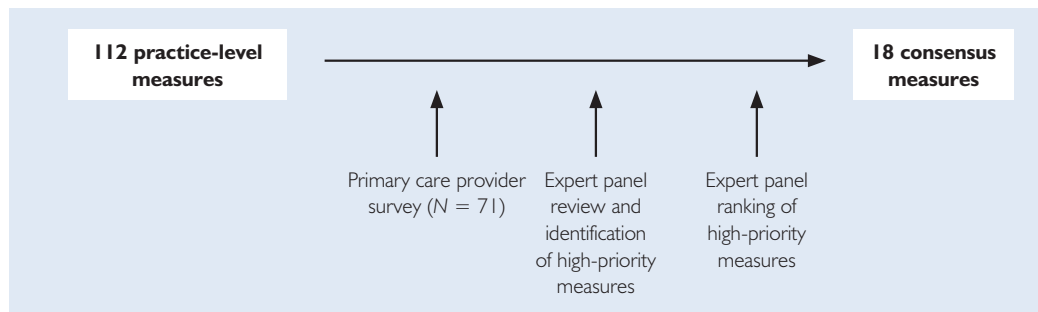 112 practice-level
measures
18 consensus
measures
Primary care provider
survey (N = 71)
Expert panel
review and
identification
of high-priority
measures
Expert panel
ranking of
high-priority
measures